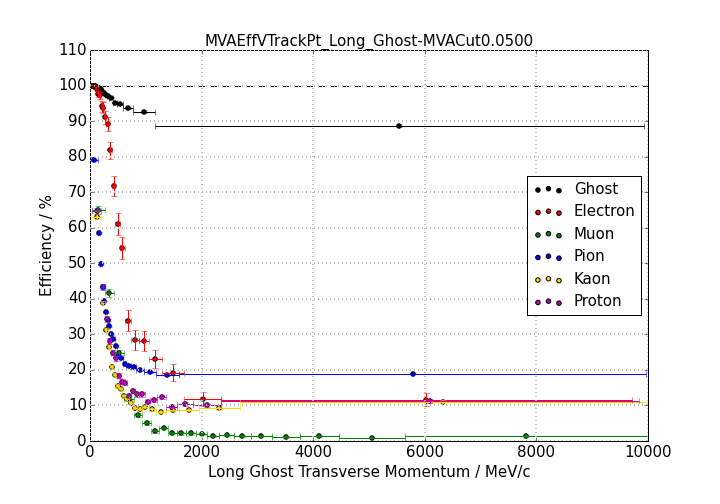 MVAEffVTrackPt_Long_Ghost-MVACut0.0500
110
100
90
80
70
60
50
40
30
20
10
0
Efficiency / %
Ghost
Electron
Muon
Pion
Kaon
Proton
0 2000 4000 6000 8000 10000
Long Ghost Transverse Momentum / MeV/c